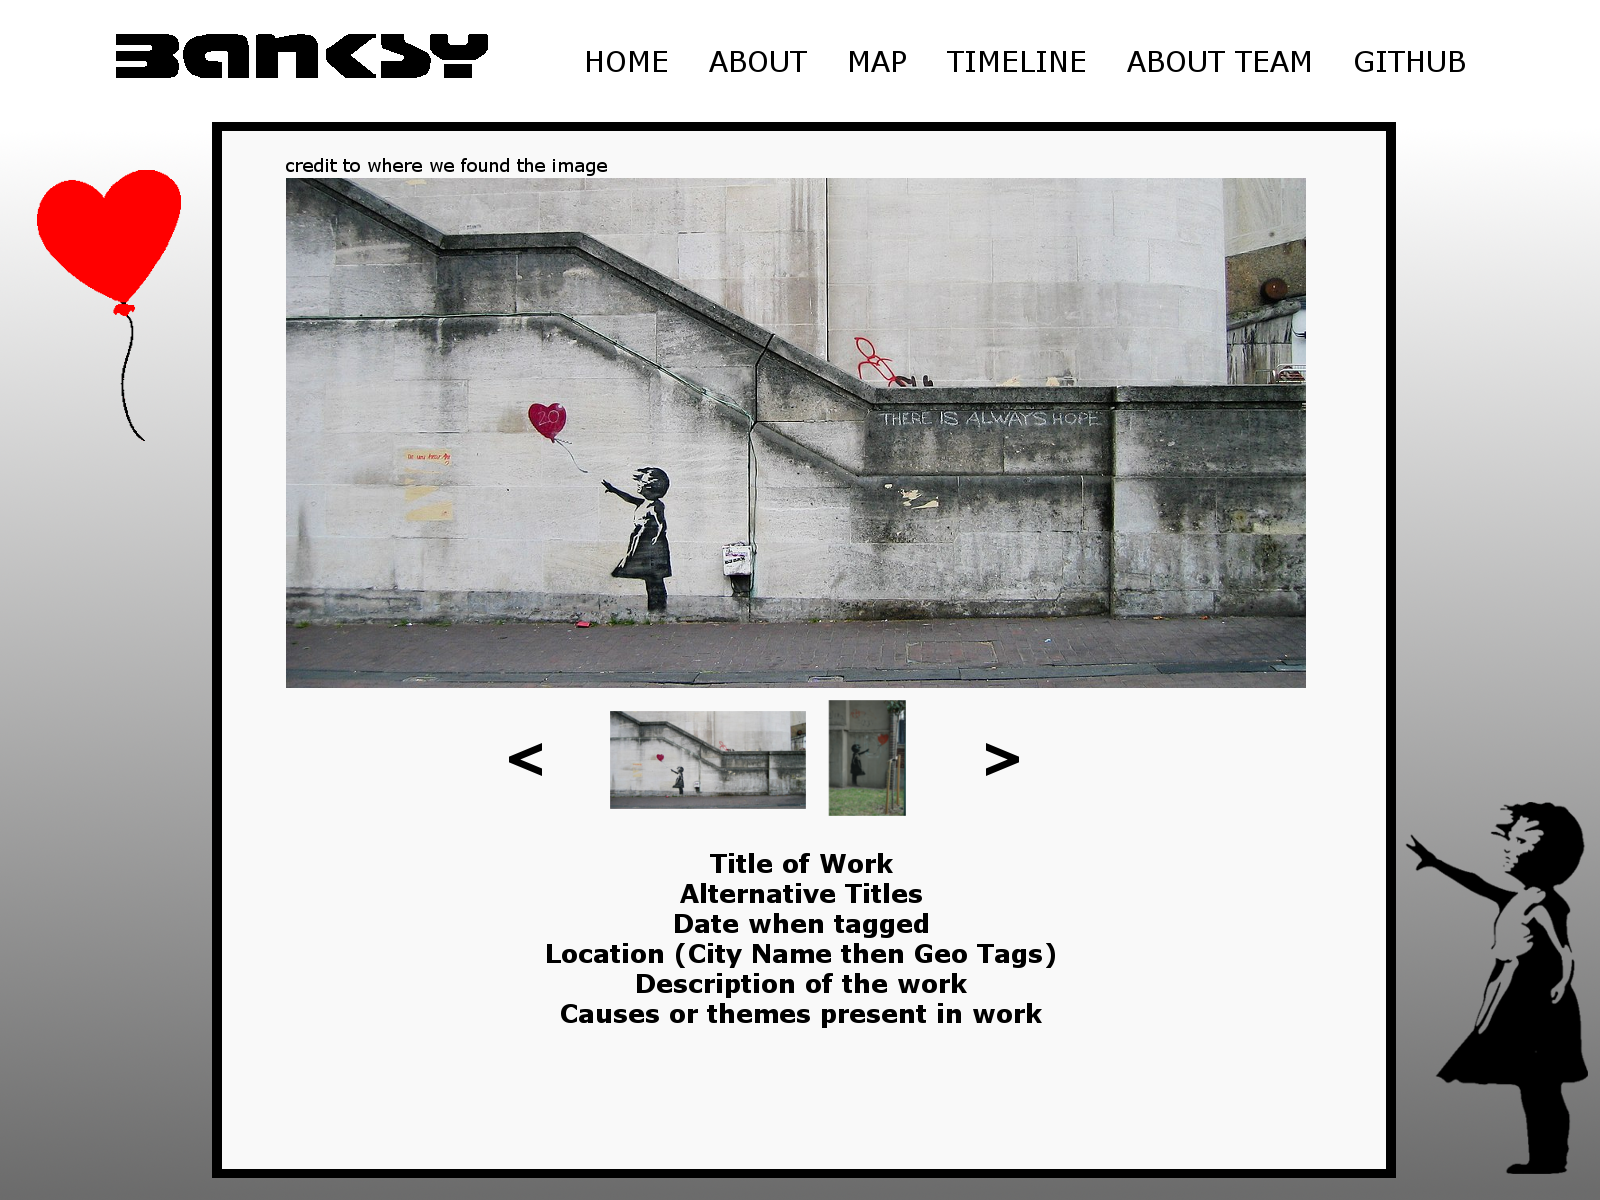 BANKSY
HOME ABOUT MAP TIMELINE ABOUT TEAM GITHUB
credit to where we found the image
20
THERE IS ALWAYS HOPE
< >
Title of Work
Alternative Titles
Date when tagged
Location (City Name then Geo Tags)
Description of the work
Causes or themes present in work